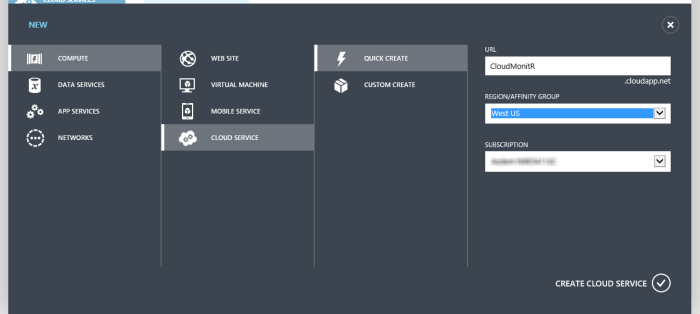 CLOUD SERVICES
NEW
COMPUTE
DATA SERVICES
APP SERVICES
NETWORKS
WEB SITE
VIRTUAL MACHINE
MOBILE SERVICE
CLOUD SERVICE
QUICK CREATE
CUSTOM CREATE
URL
CloudMonitR
.cloudapp.net
REGION/AFFINITY GROUP
West US
SUBSCRIPTION
CREATE CLOUD SERVICE